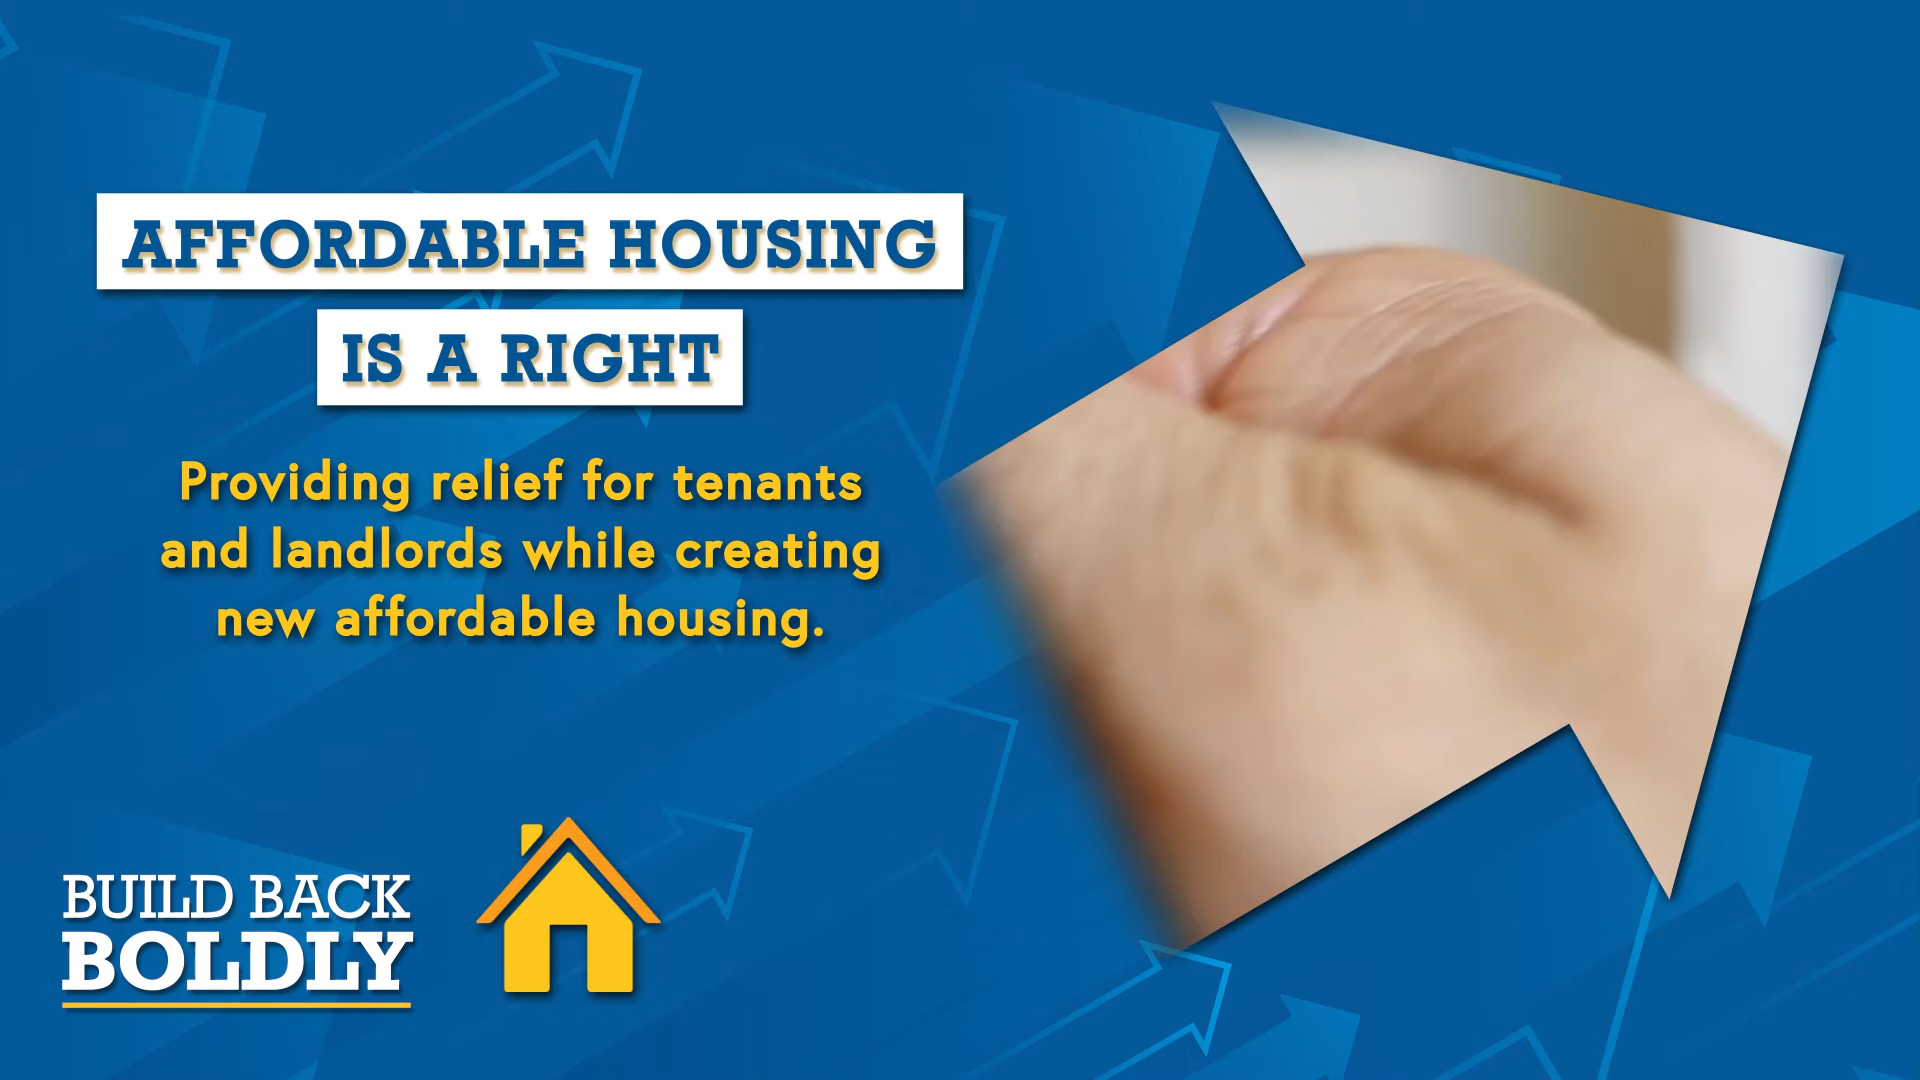 AFFORDABLE HOUSING
IS A RIGHT
Providing relief for tenants
and landlords while creating
new affordable housing.
BUILD BACK
BOLDLY